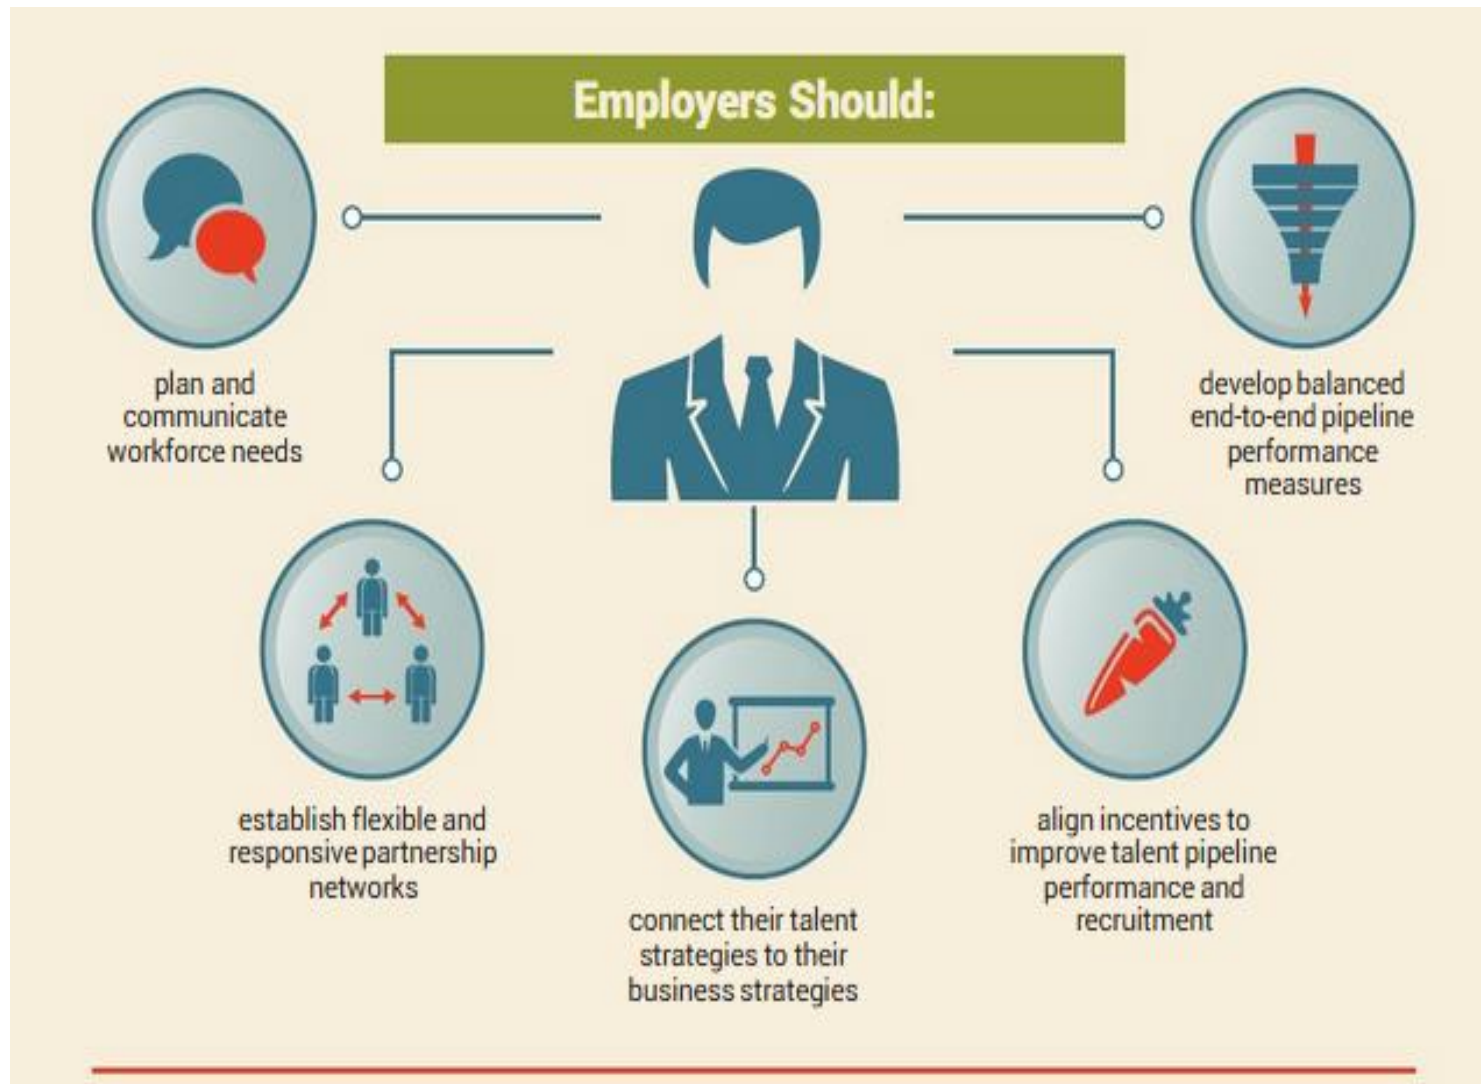 Employers Should:
plan and
communicate
workforce needs
establish flexible and
responsive partnership
networks
connect their talent
strategies to their
business strategies
align incentives to
improve talent pipeline
performance and
recruitment
develop balanced
end-to-end pipeline
performance
measures